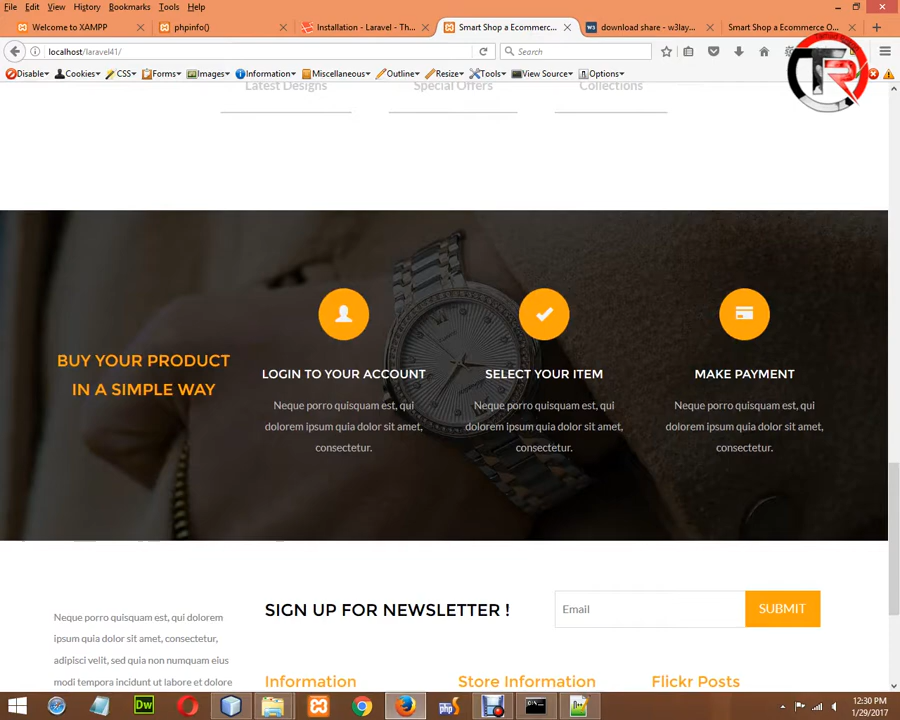 File Edit View History Bookmarks Tools Help
Welcome to XAMPP
phpinfo()
Installation - Laravel - Th...
Smart Shop a Ecommerc...
download share - w3lay...
Smart Shop a Ecommerce O...
localhost/laravel41/
Search
Disable Cookies CSS Forms Images Information Miscellaneous Outline Resize Tools View Source Options
Latest Designs
Special Offers
Collections
BUY YOUR PRODUCT
IN A SIMPLE WAY
LOGIN TO YOUR ACCOUNT
Neque porro quisquam est, qui
dolorem ipsum quia dolor sit amet,
consectetur.
SELECT YOUR ITEM
Neque porro quisquam est, qui
dolorem ipsum quia dolor sit amet,
consectetur.
MAKE PAYMENT
Neque porro quisquam est, qui
dolorem ipsum quia dolor sit amet,
consectetur.
Neque porro quisquam est, qui dolorem
ipsum quia dolor sit amet, consectetur,
adipisci velit, sed quia non numquam eius
modi tempora incidunt ut labore et dolore
SIGN UP FOR NEWSLETTER !
Email
SUBMIT
Information
Store Information
Flickr Posts
Dw
php
12:30 PM
1/29/2017